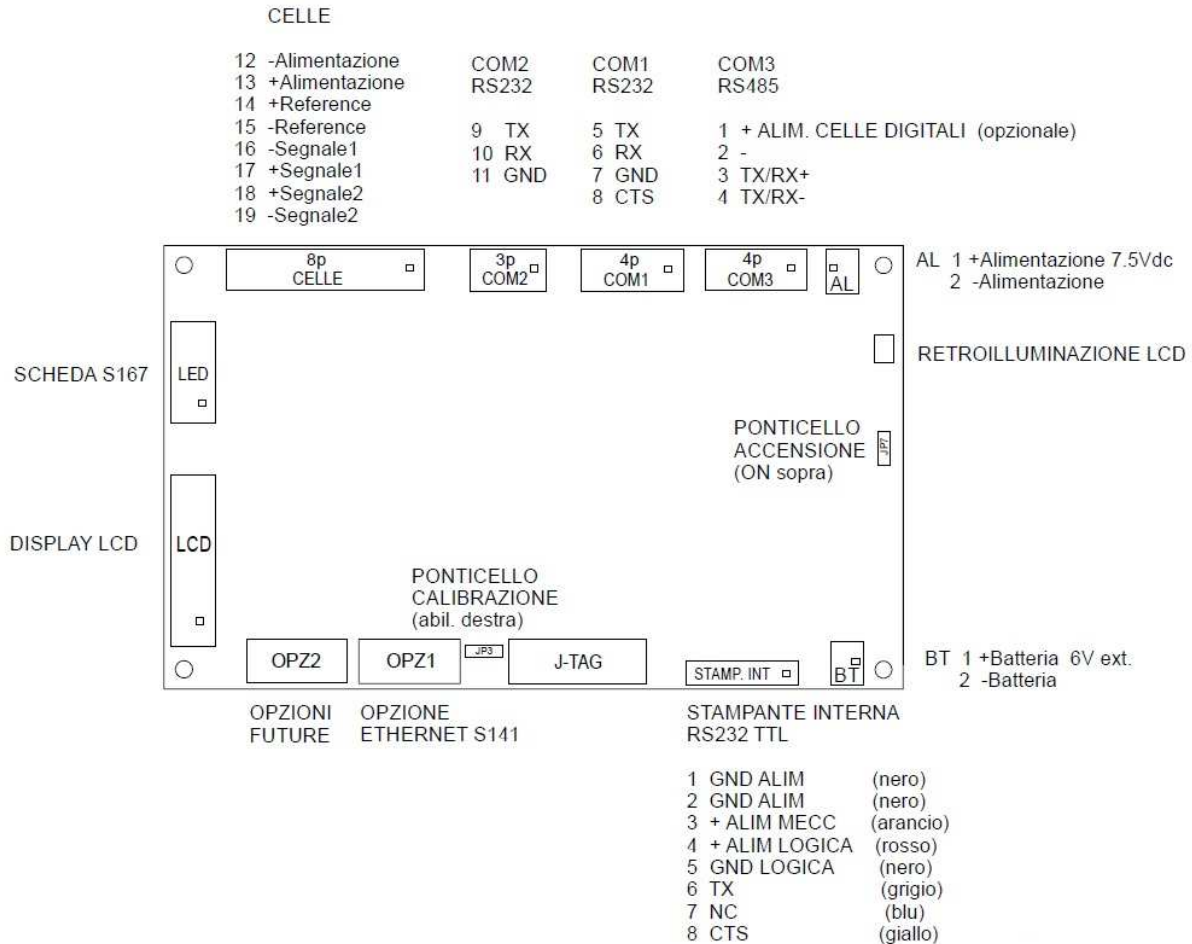 CELLE
12 -Alimentazione
13 +Alimentazione
14 +Reference
15 -Reference
16 -Segnale1
17 +Segnale1
18 +Segnale2
19 -Segnale2
COM2
RS232
9 TX
10 RX
11 GND
COM1
RS232
5 TX
6 RX
7 GND
8 CTS
COM3
RS485
1 + ALIM. CELLE DIGITALI (opzionale)
2 -
3 TX/RX+
4 TX/RX-
8p
CELLE
3p
COM2
4p
COM1
4p
COM3
AL
AL 1 +Alimentazione 7.5Vdc
2 -Alimentazione
SCHEDA S167
LED
RETROILLUMINAZIONE LCD
PONTICELLO
ACCENSIONE
(ON sopra)
JP7
DISPLAY LCD
LCD
PONTICELLO
CALIBRAZIONE
(abil. destra)
OPZ2
OPZ1
JP3
J-TAG
STAMP. INT
BT
BT 1 +Batteria 6V ext.
2 -Batteria
OPZIONI
FUTURE
OPZIONE
ETHERNET S141
STAMPANTE INTERNA
RS232 TTL
1 GND ALIM (nero)
2 GND ALIM (nero)
3 + ALIM MECC (arancio)
4 + ALIM LOGICA (rosso)
5 GND LOGICA (nero)
6 TX (grigio)
7 NC (blu)
8 CTS (giallo)